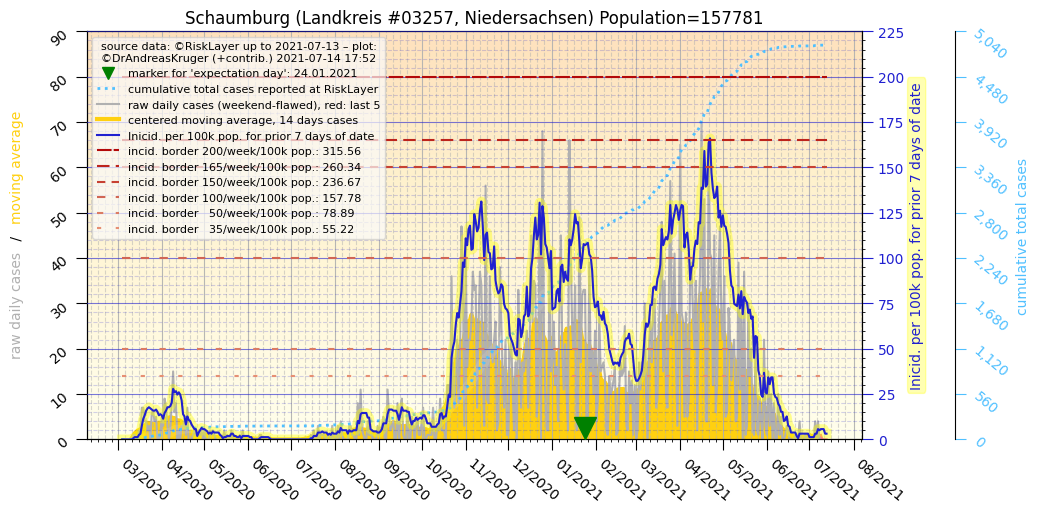 Schaumburg (Landkreis #03257, Niedersachsen) Population=157781
source data: ©RiskLayer up to 2021-07-13 – plot:
©DrAndreasKruger (+contrib.) 2021-07-14 17:52
marker for 'expectation day': 24.01.2021
cumulative total cases reported at RiskLayer
raw daily cases (weekend-flawed), red: last 5
centered moving average, 14 days cases
Inicid. per 100k pop. for prior 7 days of date
incid. border 200/week/100k pop.: 315.56
incid. border 165/week/100k pop.: 260.34
incid. border 150/week/100k pop.: 236.67
incid. border 100/week/100k pop.: 157.78
incid. border   50/week/100k pop.: 78.89
incid. border   35/week/100k pop.: 55.22
raw daily cases / moving average
90
80
70
60
50
40
30
20
10
0
225
200
175
150
125
100
75
50
25
0
Inicid. per 100k pop. for prior 7 days of date
5,040
4,480
3,920
3,360
2,800
2,240
1,680
1,120
560
0
cumulative total cases
03/2020
04/2020
05/2020
06/2020
07/2020
08/2020
09/2020
10/2020
11/2020
12/2020
01/2021
02/2021
03/2021
04/2021
05/2021
06/2021
07/2021
08/2021